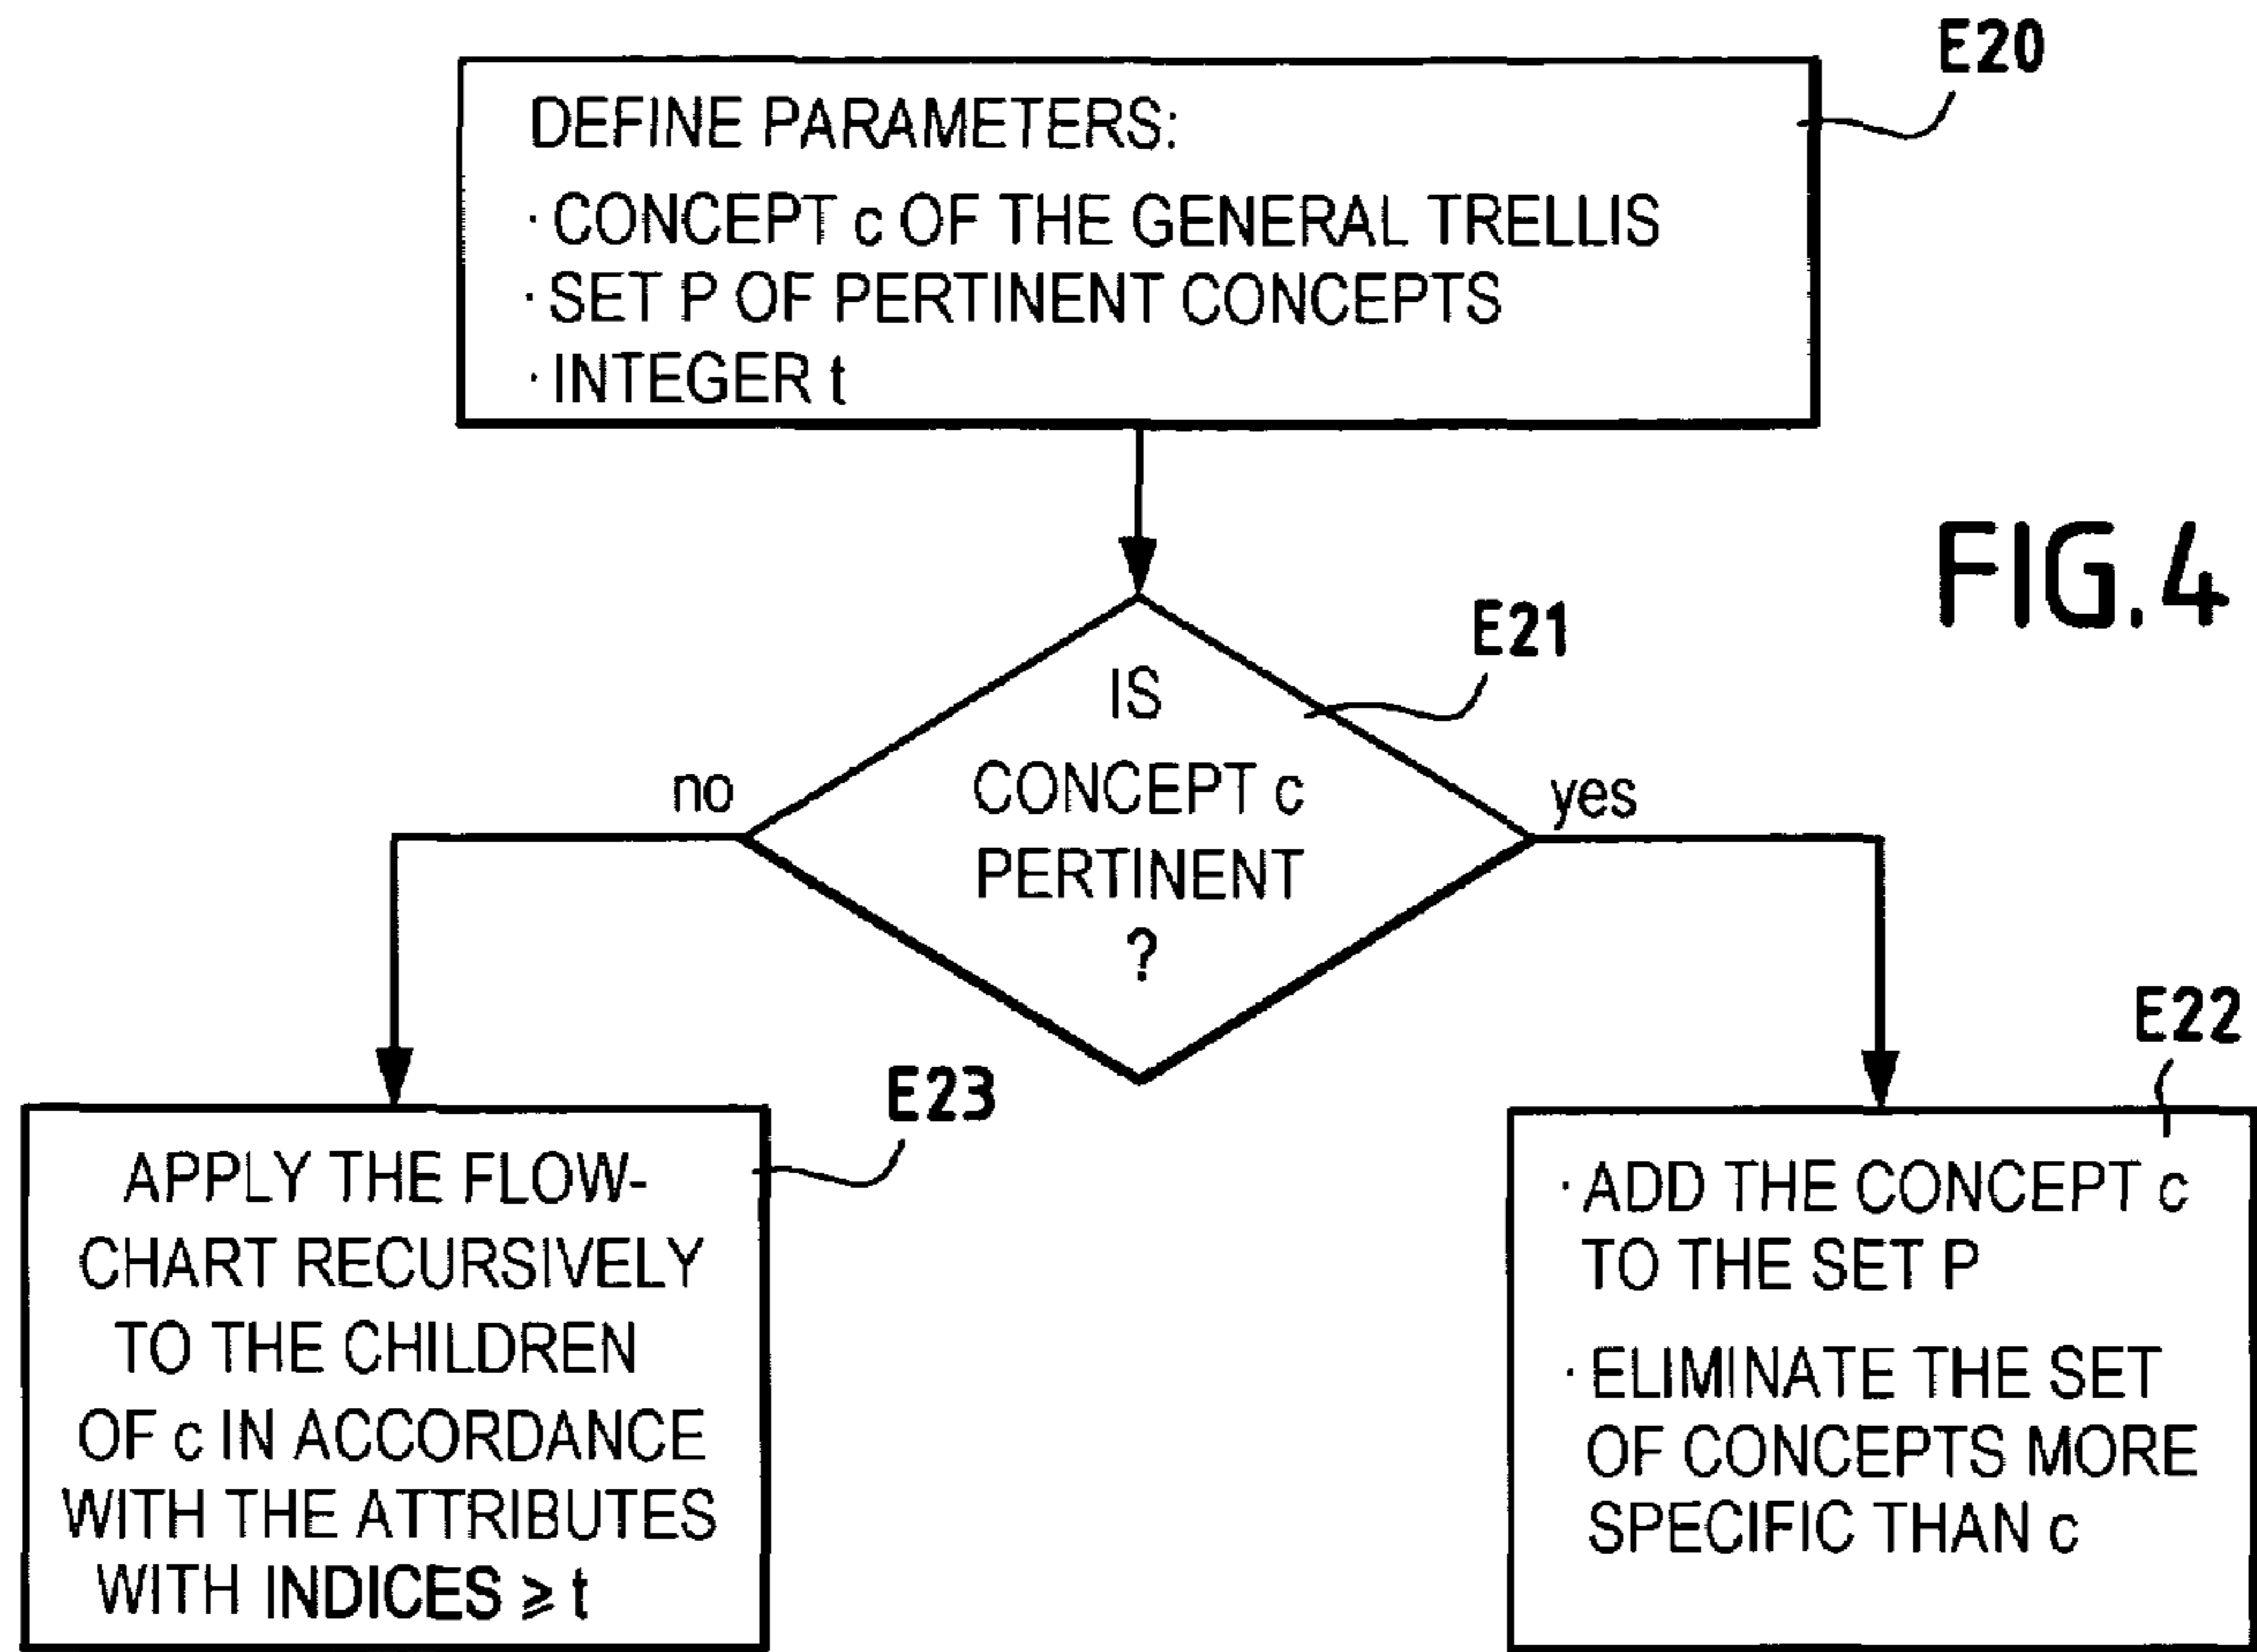 E20
DEFINE PARAMETERS:
· CONCEPT c OF THE GENERAL TRELLIS
· SET P OF PERTINENT CONCEPTS
· INTEGER t
FIG.4
E21
IS
CONCEPT c
PERTINENT
?
no
yes
E23
APPLY THE FLOW-
CHART RECURSIVELY
TO THE CHILDREN
OF c IN ACCORDANCE
WITH THE ATTRIBUTES
WITH INDICES ⩾ t
E22
· ADD THE CONCEPT c
TO THE SET P
· ELIMINATE THE SET
OF CONCEPTS MORE
SPECIFIC THAN c